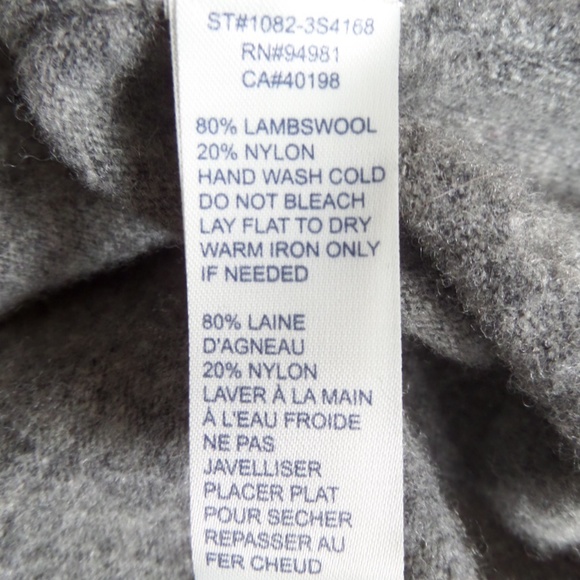 ST#1082-3S4168
RN#94981
CA#40198
80% LAMBSWOOL
20% NYLON
HAND WASH COLD
DO NOT BLEACH
LAY FLAT TO DRY
WARM IRON ONLY
IF NEEDED
80% LAINE
D'AGNEAU
20% NYLON
LAVER À LA MAIN
À L'EAU FROIDE
NE PAS
JAVELLISER
PLACER PLAT
POUR SECHER
REPASSER AU
FER CHEUD